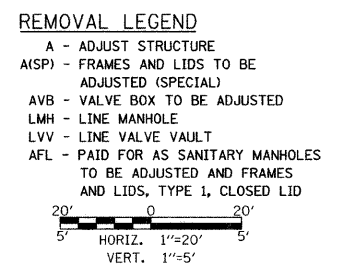 REMOVAL LEGEND
A - ADJUST STRUCTURE
A(SP) - FRAMES AND LIDS TO BE
ADJUSTED (SPECIAL)
AVB - VALVE BOX TO BE ADJUSTED
LMH - LINE MANHOLE
LVV - LINE VALVE VAULT
AFL - PAID FOR AS SANITARY MANHOLES
TO BE ADJUSTED AND FRAMES
AND LIDS, TYPE 1, CLOSED LID
20' 0 20'
5' HORIZ. 1"=20' 5'
VERT. 1"=5'